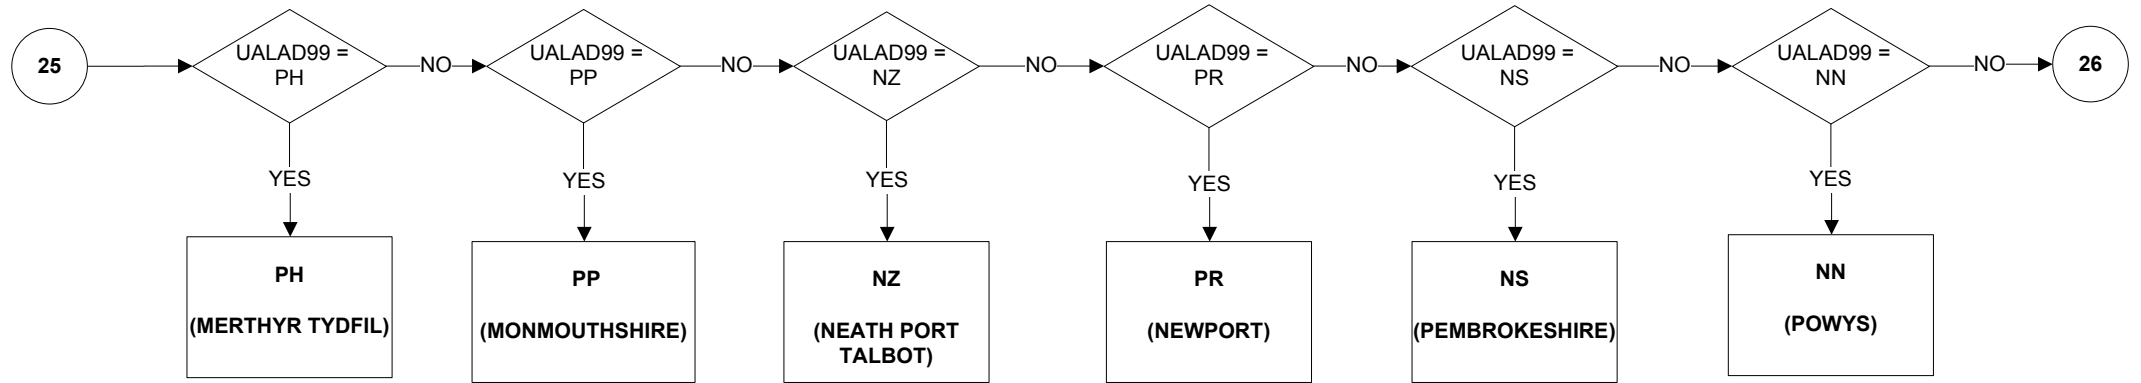 25
UALAD99 =
PH
NO
UALAD99 =
PP
NO
UALAD99 =
NZ
NO
UALAD99 =
PR
NO
UALAD99 =
NS
NO
UALAD99 =
NN
NO
26
YES
YES
YES
YES
YES
YES
PH
(MERTHYR TYDFIL)
PP
(MONMOUTHSHIRE)
NZ
(NEATH PORT
TALBOT)
PR
(NEWPORT)
NS
(PEMBROKESHIRE)
NN
(POWYS)